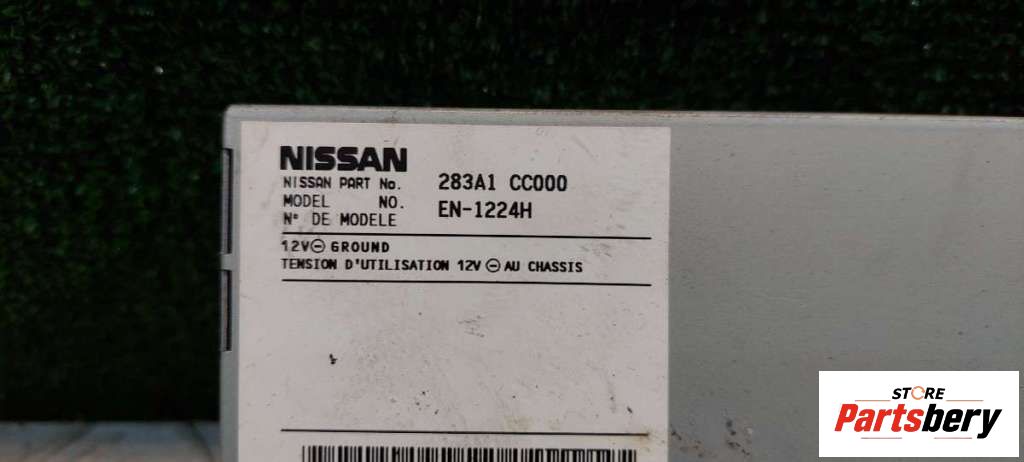 NISSAN
NISSAN PART No. 283A1 CC000
MODEL NO. EN-1224H
N° DE MODELE
12V⊖ GROUND
TENSION D'UTILISATION 12V ⊖ AU CHASSIS
STORE
Partsbery